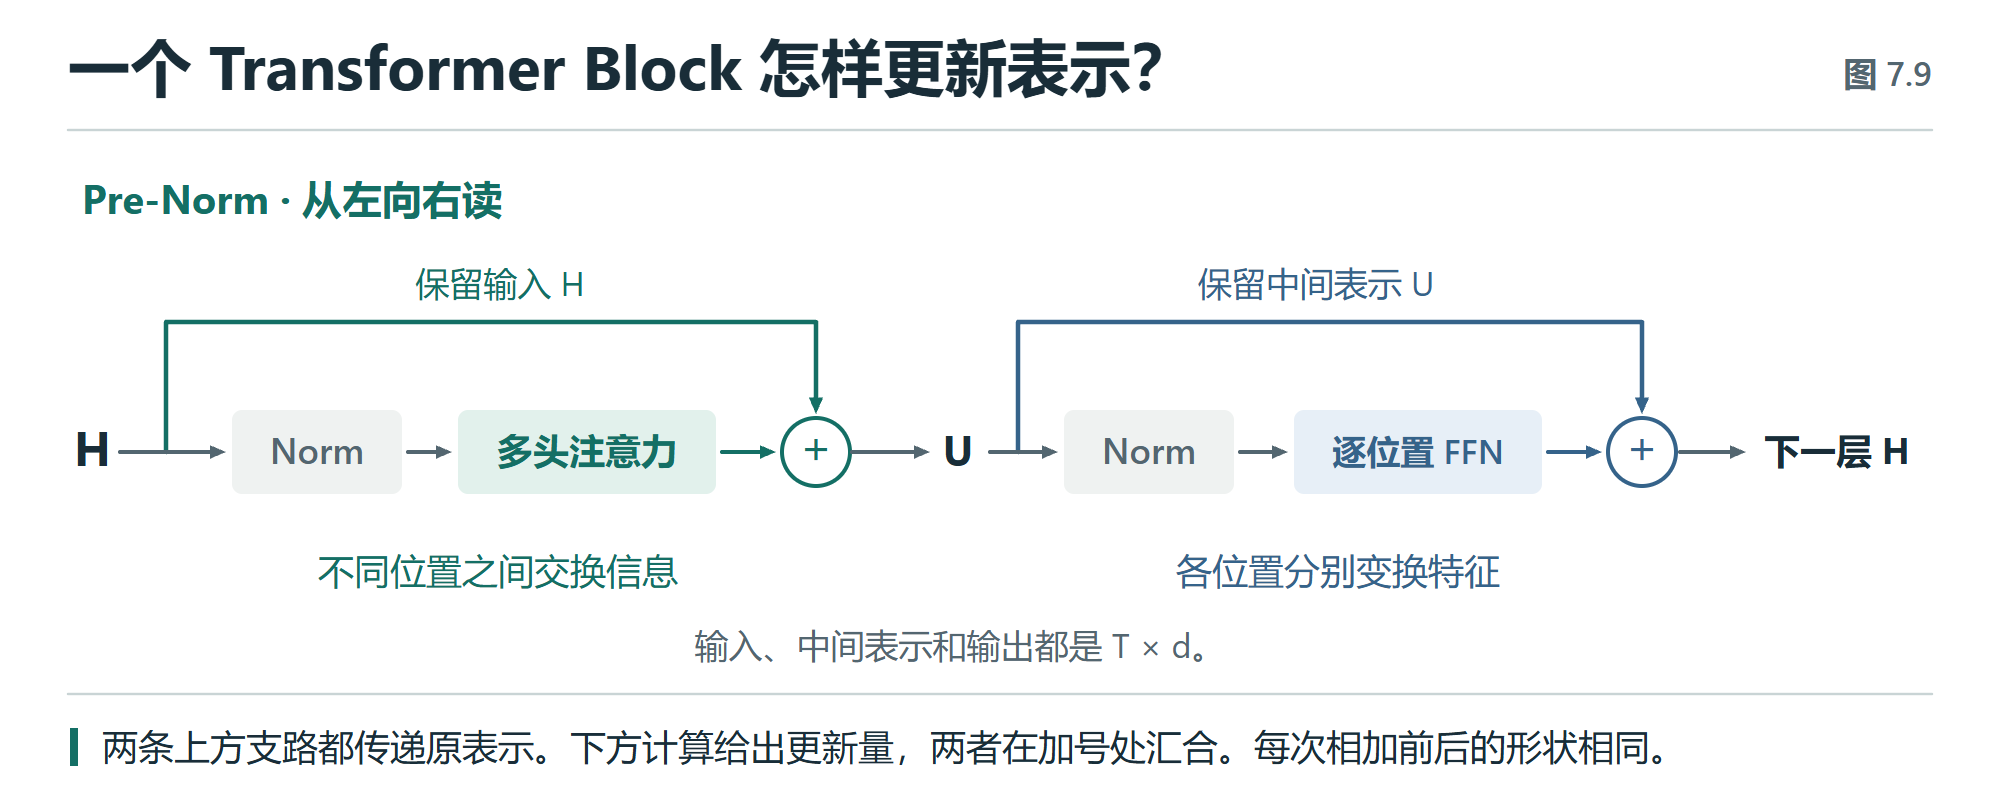 一个 Transformer Block 怎样更新表示？
图 7.9
Pre-Norm · 从左向右读
保留输入 H
保留中间表示 U
H
Norm
多头注意力
+
U
Norm
逐位置 FFN
+
下一层 H
不同位置之间交换信息
各位置分别变换特征
输入、中间表示和输出都是 T × d。
两条上方支路都传递原表示。下方计算给出更新量，两者在加号处汇合。每次相加前后的形状相同。